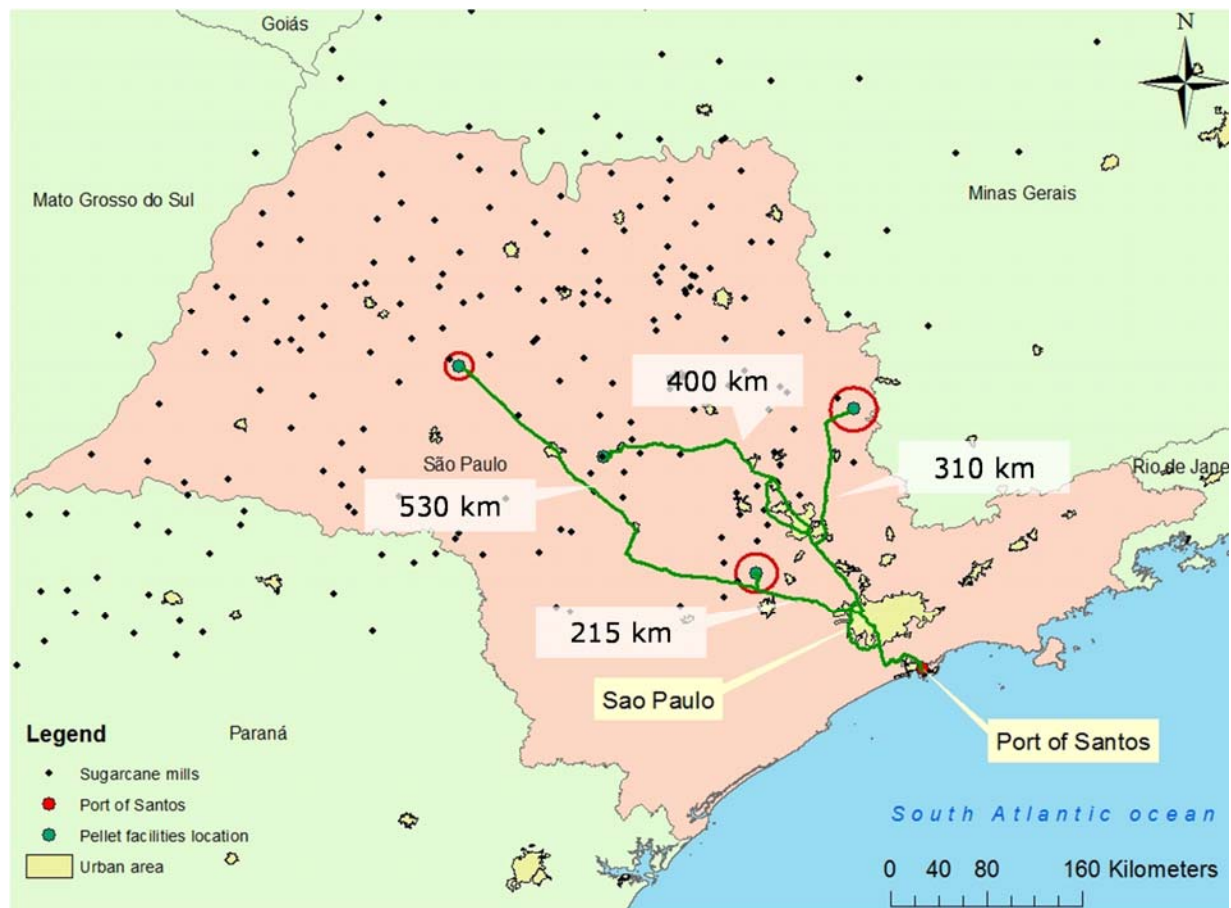 Goiás
N
Mato Grosso do Sul
Minas Gerais
400 km
São Paulo
310 km
Rio de Jane
530 km
215 km
Sao Paulo
Port of Santos
Paraná
Legend
Sugarcane mills
Port of Santos
Pellet facilities location
Urban area
South Atlantic ocean
0 40 80 160 Kilometers